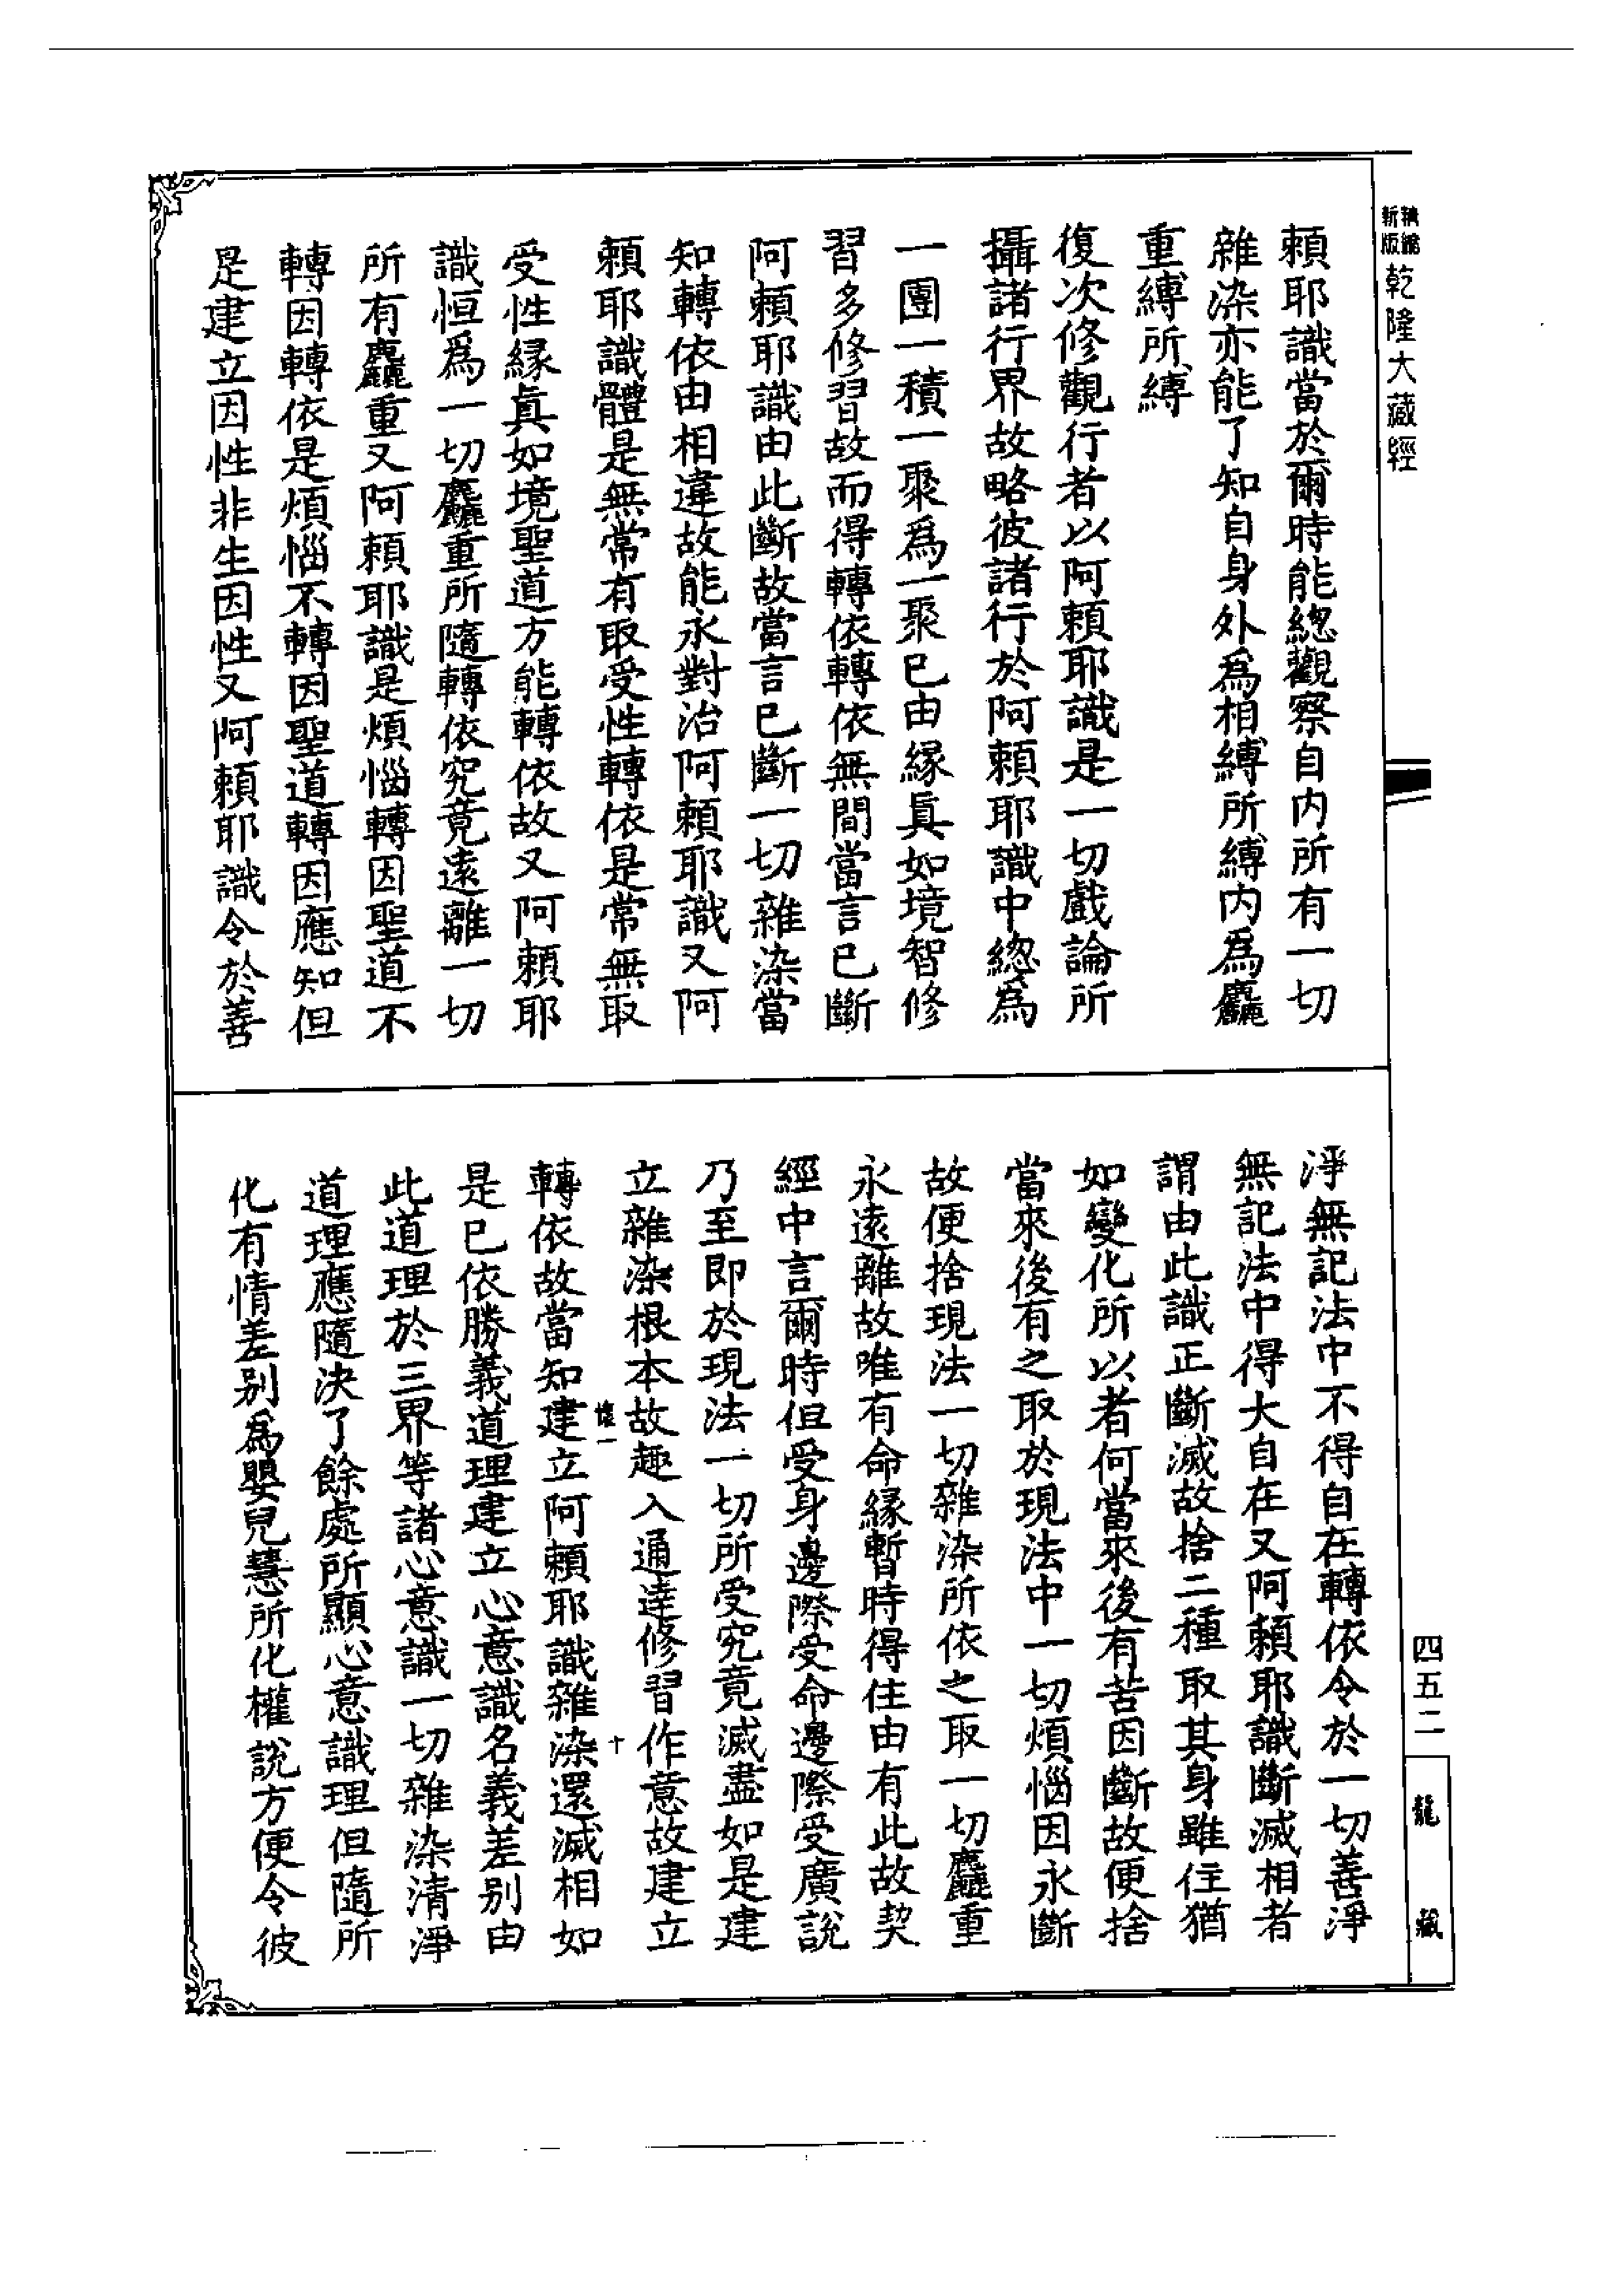 新編縮版
乾隆大藏經
賴耶識當於爾時能總觀察自內所有一切
雜染亦能了知自身外爲相縛所縛內爲麤
重縛所縛
復次修觀行者以阿賴耶識是一切戲論所
攝諸行界故略彼諸行於阿賴耶識中總爲
一團一積一聚爲一聚已由緣眞如境智修
習多修習故而得轉依轉依無間當言已斷
阿賴耶識由此斷故當言已斷一切雜染當
知轉依由相違故能永對治阿賴耶識又阿
賴耶識體是無常有取受性轉依是常無取
受性緣眞如境聖道方能轉依故又阿賴耶
識恒爲一切麤重所隨轉依究竟遠離一切
所有麤重又阿賴耶識是煩惱轉因聖道不
轉因轉依是煩惱不轉因聖道轉因應知但
是建立因性非生因性又阿賴耶識令於善
淨無記法中不得自在轉依令於一切善淨
無記法中得大自在又阿賴耶識斷滅相者
謂由此識正斷滅故捨二種取其身雖住猶
如變化所以者何當來後有苦因斷故便捨
當來後有之取於現法中一切煩惱因永斷
故便捨現法一切雜染所依之取一切麤重
永遠離故唯有命緣暫時得住由有此故契
經中言爾時但受身邊際受命邊際受廣說
乃至即於現法一切所受究竟滅盡如是建
立雜染根本故趣入通達修習作意故建立
轉依故當知建立阿賴耶識雜染還滅相如
是已依勝義道理建立心意識名義差別由
此道理於三界等諸心意識一切雜染清淨
道理應隨決了餘處所顯心意識理但隨所
化有情差別爲嬰兒慧所化權說方便令彼
十
四五二
龍藏